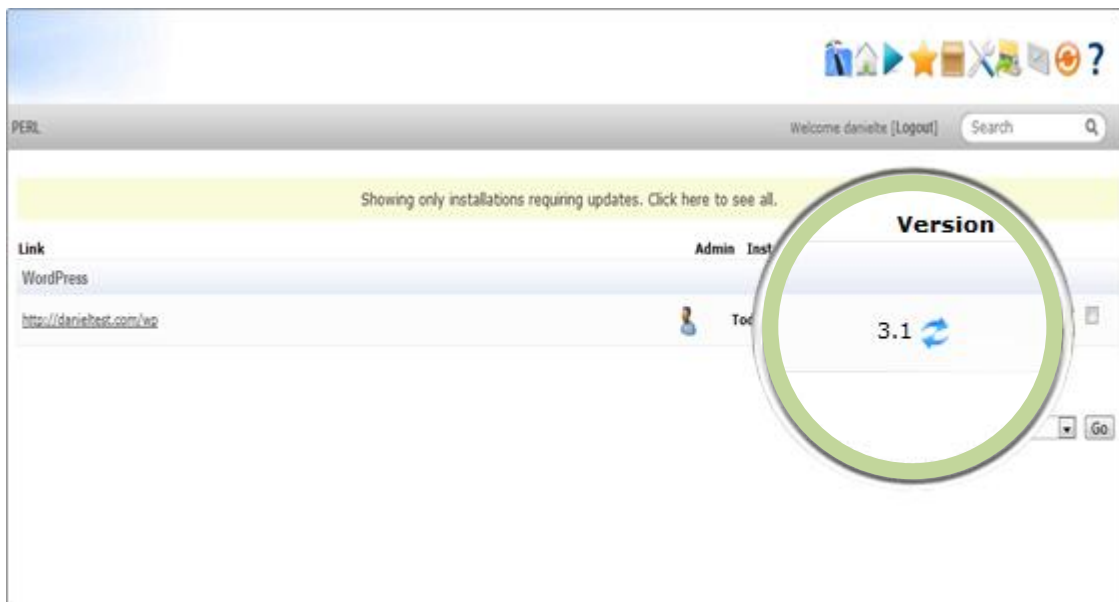 ?
PERL
Welcome danielte [Logout] Search
Showing only installations requiring updates. Click here to see all.
Link Admin Version
WordPress
http://danieltest.com/wp 3.1
Go